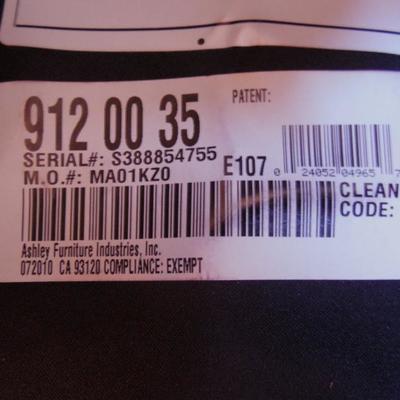 912 00 35
PATENT:
SERIAL#: S388854755
M.O.#: MA01KZ0
E107
0 24052 04965 7
CLEAN
CODE:
Ashley Furniture Industries, Inc.
072010 CA 93120 COMPLIANCE: EXEMPT